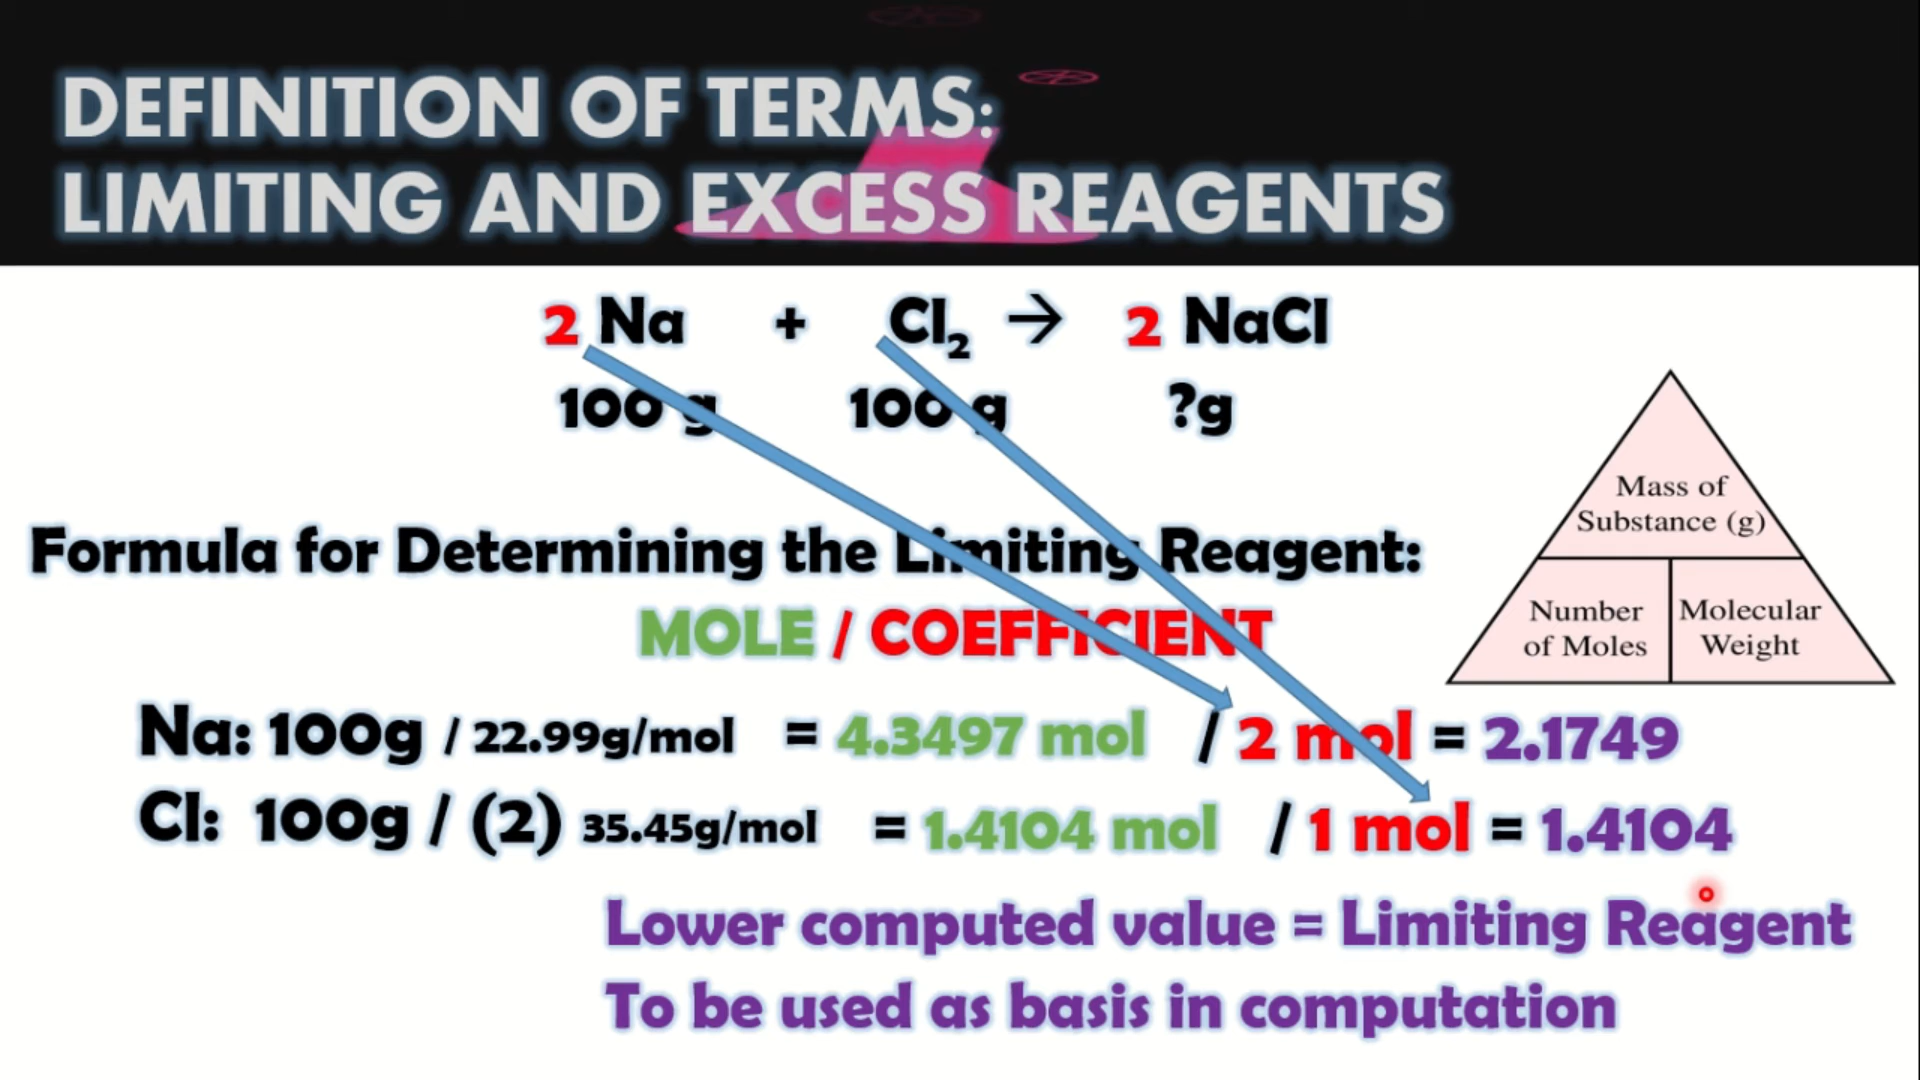 DEFINITION OF TERMS:
LIMITING AND EXCESS REAGENTS
2 Na + Cl₂ → 2 NaCl
100 g 100 g ?g
Formula for Determining the Limiting Reagent:
MOLE / COEFFICIENT
Mass of
Substance (g)
Number
of Moles
Molecular
Weight
Na: 100g / 22.99g/mol = 4.3497 mol / 2 mol = 2.1749
Cl: 100g / (2) 35.45g/mol = 1.4104 mol / 1 mol = 1.4104
Lower computed value = Limiting Reagent
To be used as basis in computation